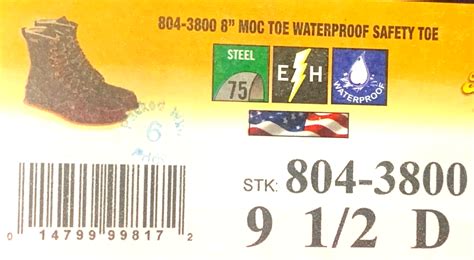 804-3800 8” MOC TOE WATERPROOF SAFETY TOE
STEEL
75
E H
WATERPROOF
6
STK: 804-3800
9 1/2 D
0 14799 99817 2